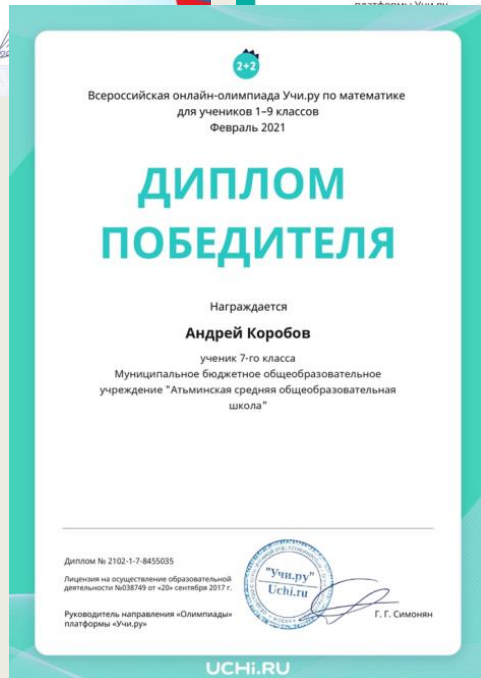 платформы Учи.ру
2+2
Всероссийская онлайн-олимпиада Учи.ру по математике
для учеников 1–9 классов
Февраль 2021
ДИПЛОМ
ПОБЕДИТЕЛЯ
Награждается
Андрей Коробов
ученик 7-го класса
Муниципальное бюджетное общеобразовательное
учреждение "Атьминская средняя общеобразовательная
школа"
Диплом № 2102-1-7-8455035
Лицензия на осуществление образовательной
деятельности №038749 от «20» сентября 2017 г.
Руководитель направления «Олимпиады»
платформы «Учи.ру»
"Учи.ру"
Uchi.ru
Г. Г. Симонян
UCHi.RU